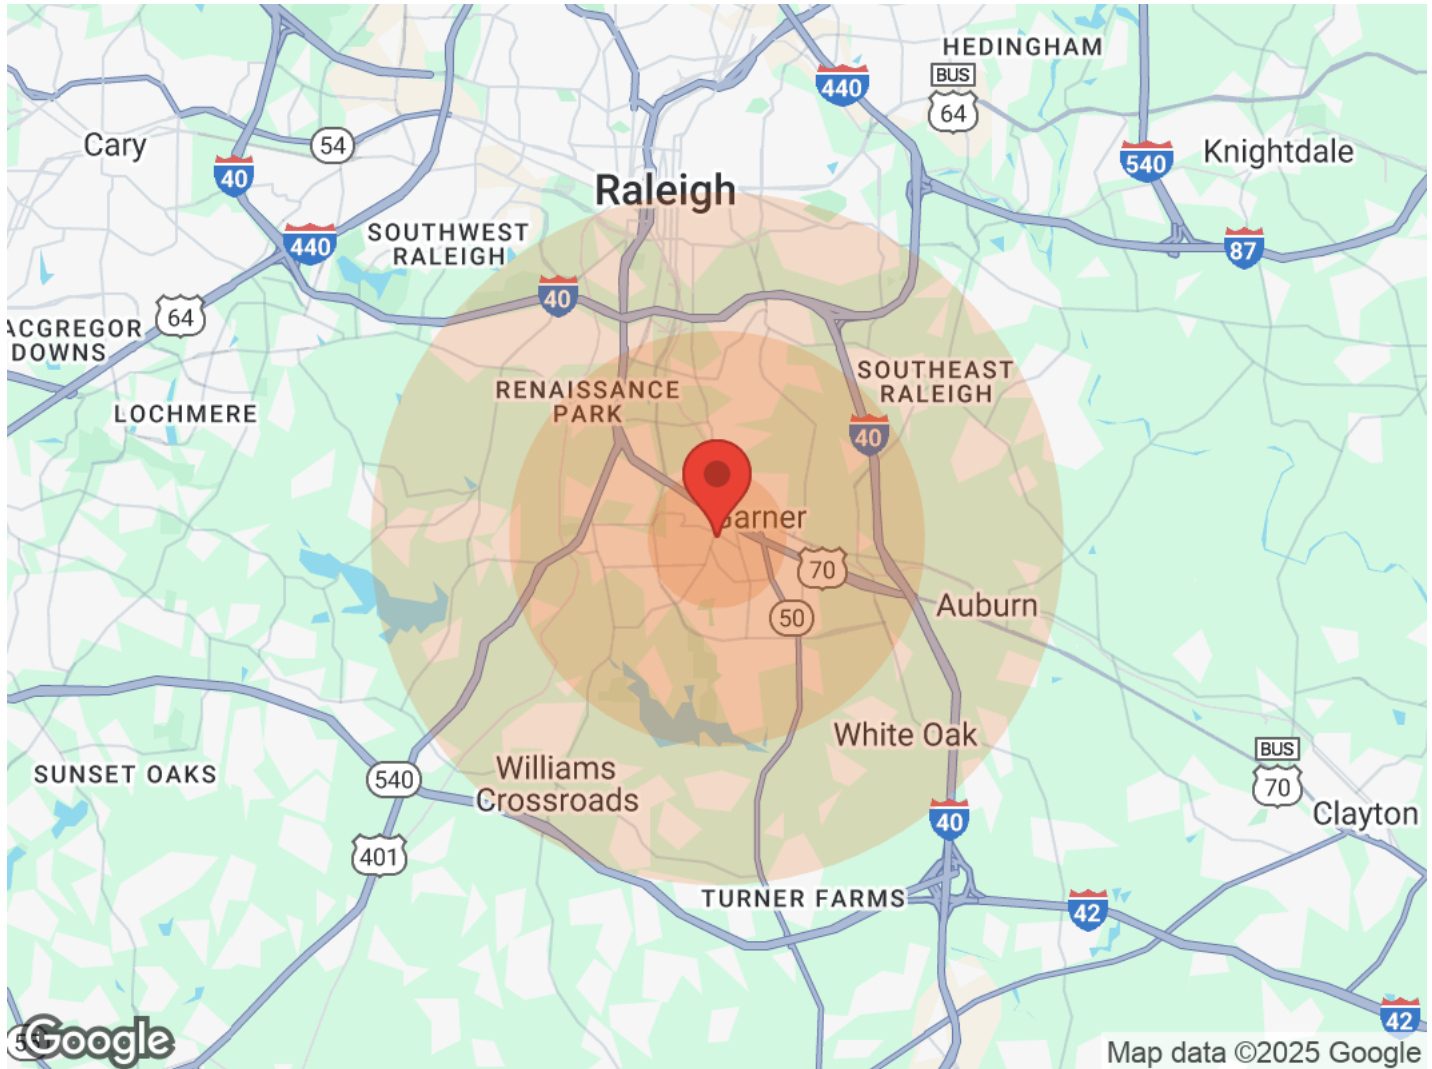 HEDINGHAM
BUS
440
64
Cary
54
Knightdale
540
40
Raleigh
SOUTHWEST
RALEIGH
440
87
40
64
ACGREGOR
DOWNS
SOUTHEAST
RALEIGH
RENAISSANCE
PARK
LOCHMERE
40
Garner
70
Auburn
50
White Oak
BUS
Williams
Crossroads
SUNSET OAKS
540
70
Clayton
40
401
TURNER FARMS
42
42
Google
Map data ©2025 Google